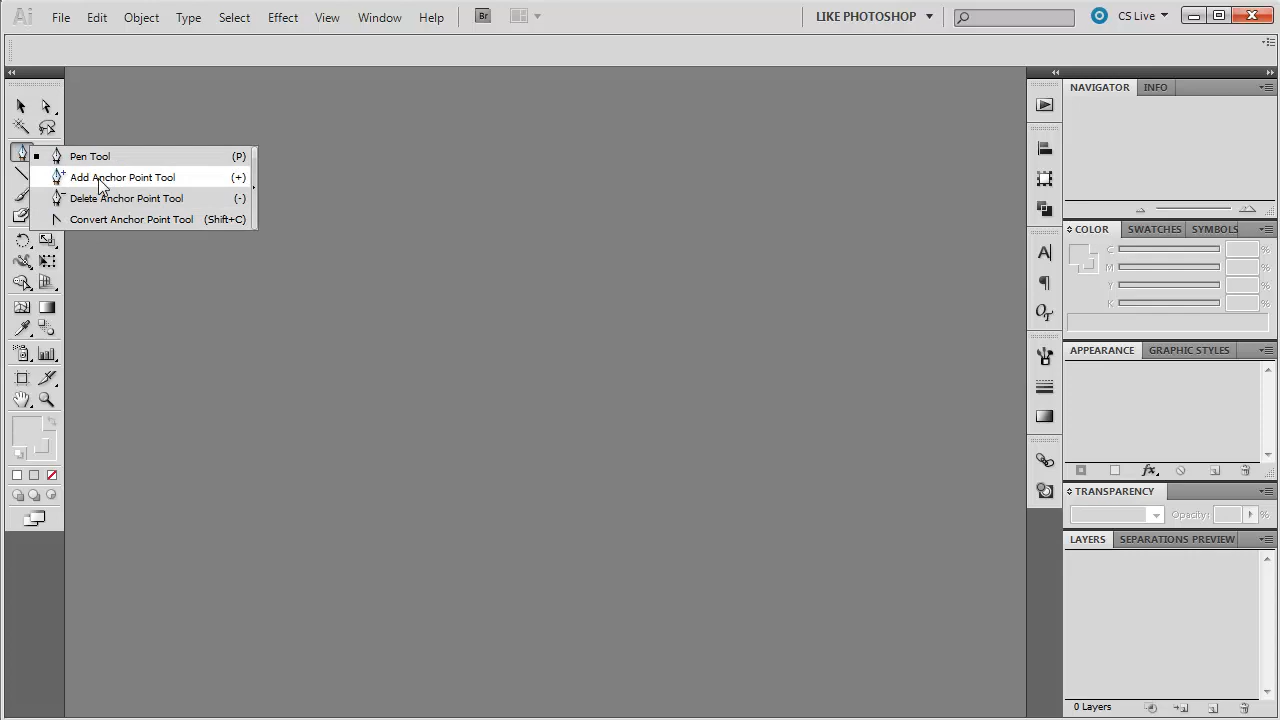 Ai File Edit Object Type Select Effect View Window Help Br LIKE PHOTOSHOP CS Live
NAVIGATOR INFO
Pen Tool (P)
Add Anchor Point Tool (+)
Delete Anchor Point Tool (-)
Convert Anchor Point Tool (Shift+C)
COLOR SWATCHES SYMBOLS
C %
M %
Y %
K %
APPEARANCE GRAPHIC STYLES
fx
TRANSPARENCY
Opacity: %
LAYERS SEPARATIONS PREVIEW
0 Layers